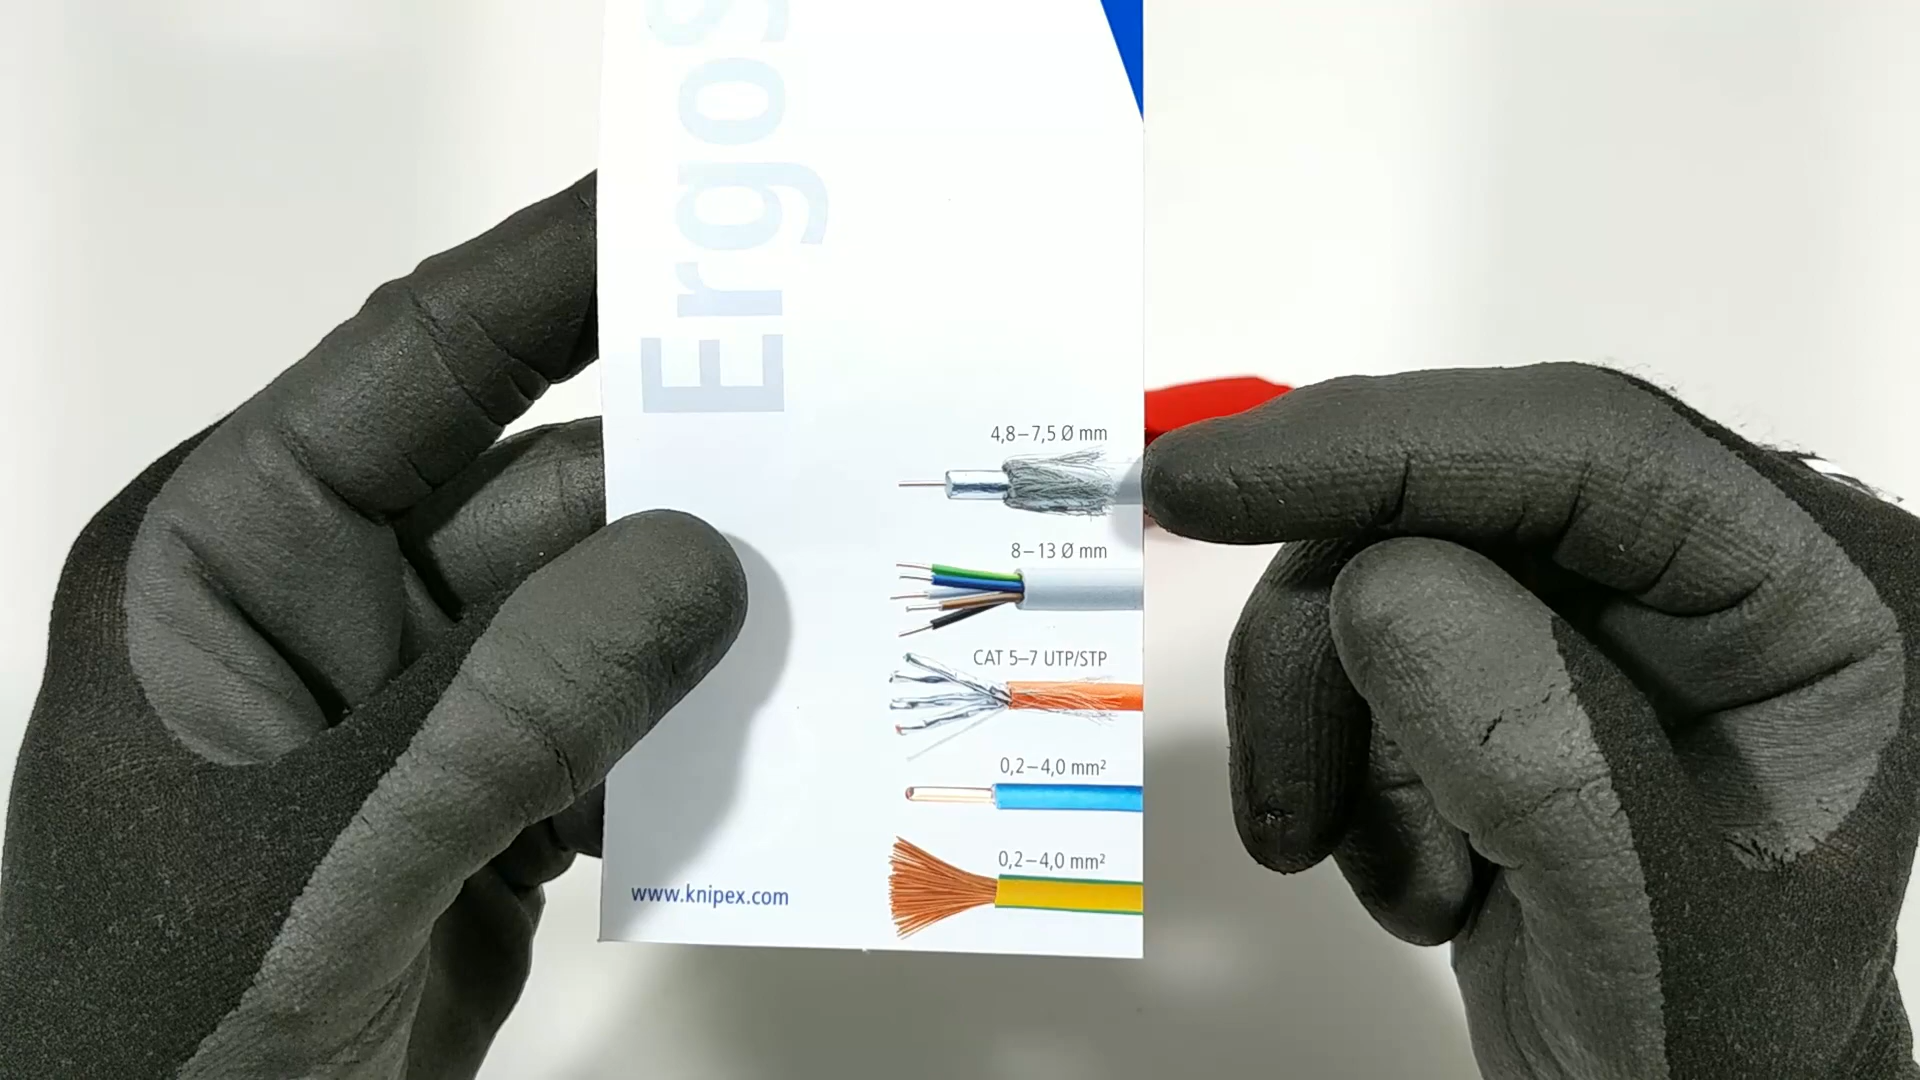 ErgoS
4,8–7,5 Ø mm
8–13 Ø mm
CAT 5–7 UTP/STP
0,2–4,0 mm²
0,2–4,0 mm²
www.knipex.com